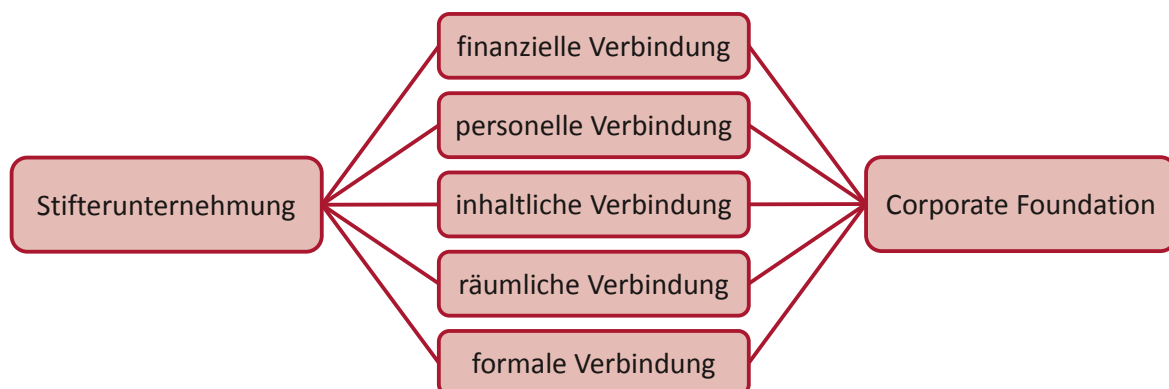 finanzielle Verbindung
personelle Verbindung
Stifterunternehmung
inhaltliche Verbindung
Corporate Foundation
räumliche Verbindung
formale Verbindung